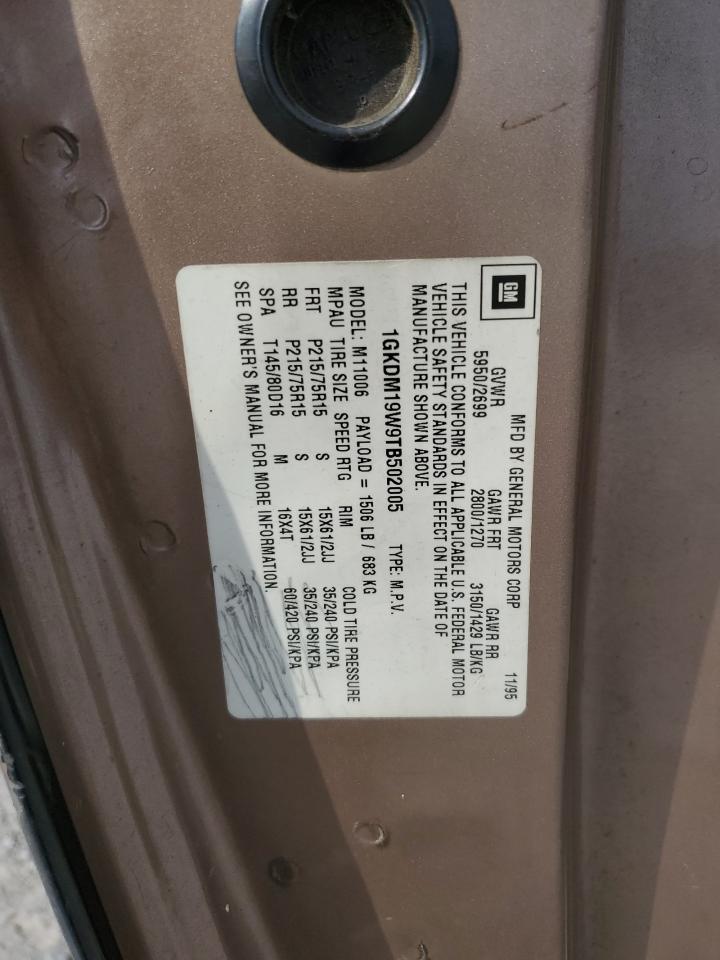 GM
MFD BY GENERAL MOTORS CORP 11/95
GVWR GAWR FRT GAWR RR
5950/2699 2800/1270 3150/1429 LB/KG
THIS VEHICLE CONFORMS TO ALL APPLICABLE U.S. FEDERAL MOTOR
VEHICLE SAFETY STANDARDS IN EFFECT ON THE DATE OF
MANUFACTURE SHOWN ABOVE.
1GKDM19W9TB502005 TYPE: M.P.V.
MODEL: M11006 PAYLOAD = 1506 LB / 683 KG
MPAU TIRE SIZE SPEED RTG RIM COLD TIRE PRESSURE
FRT P215/75R15 S 15X61/2JJ 35/240 PSI/KPA
RR P215/75R15 S 15X61/2JJ 35/240 PSI/KPA
SPA T145/80D16 M 16X4T 60/420 PSI/KPA
SEE OWNER'S MANUAL FOR MORE INFORMATION.